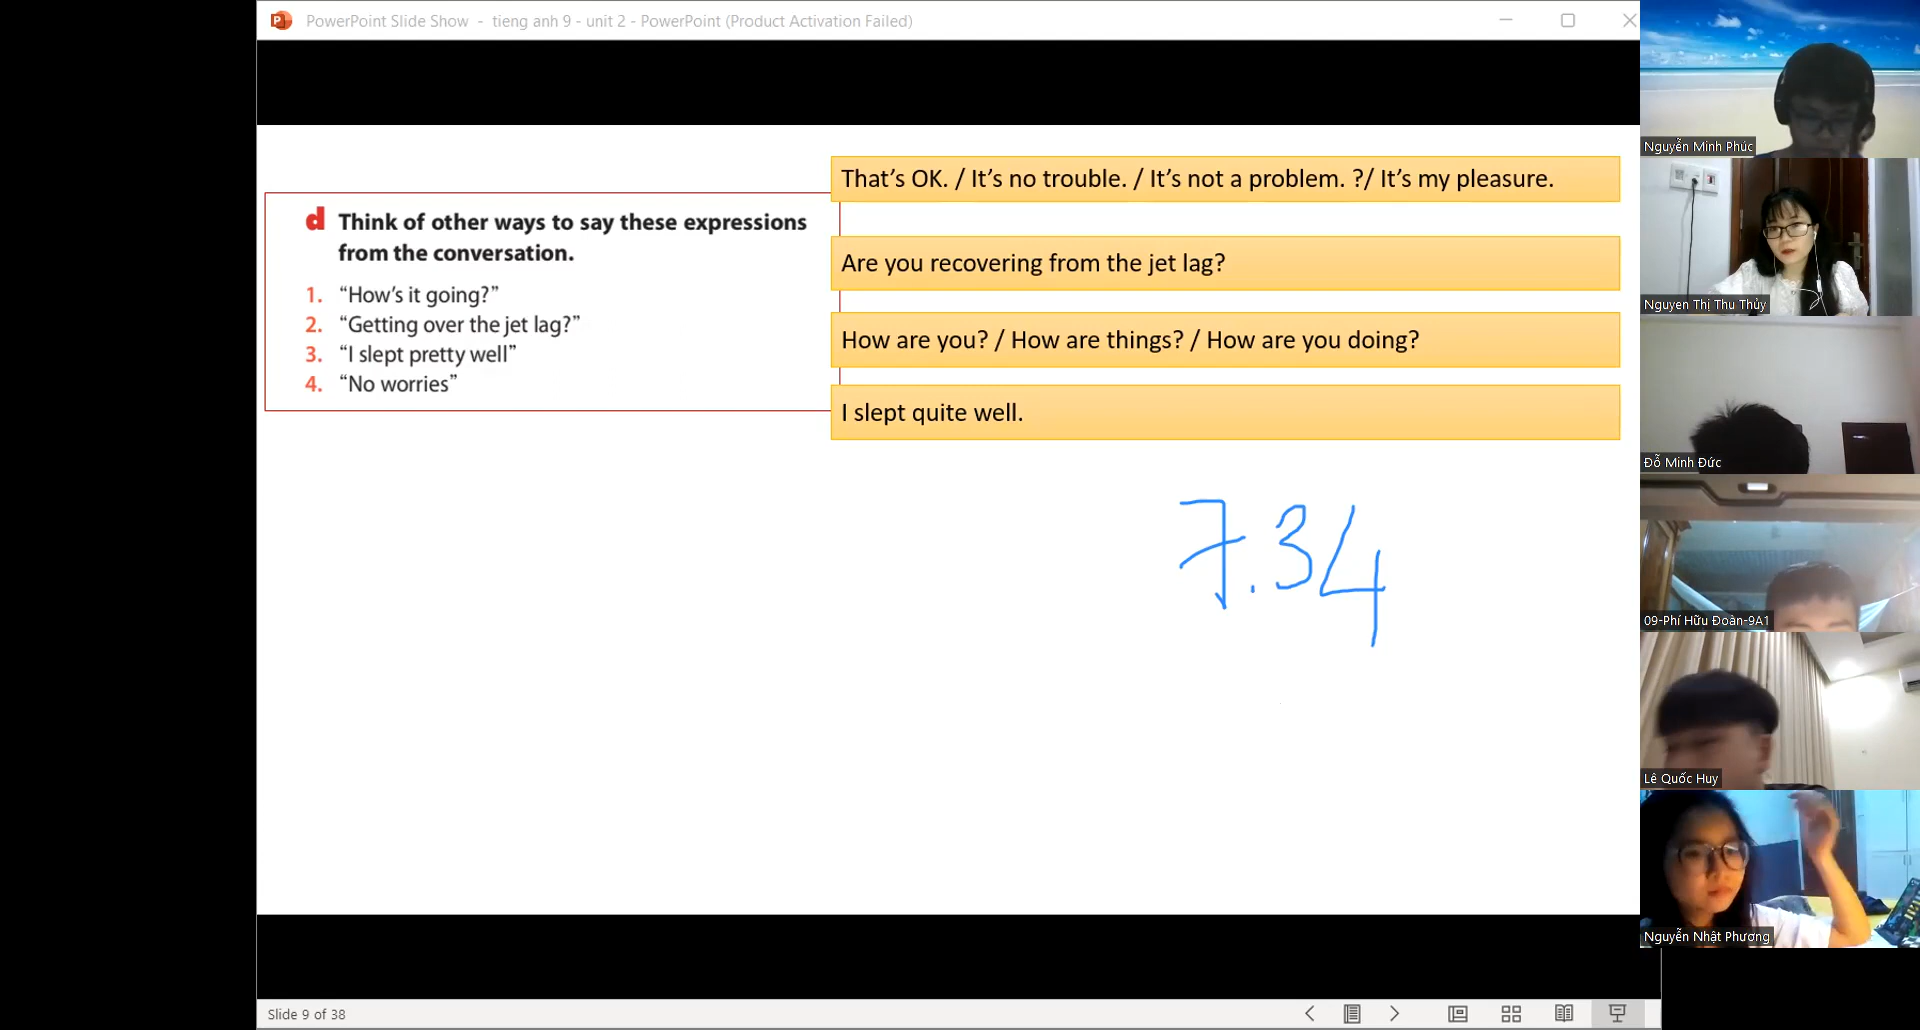 PowerPoint Slide Show - tieng anh 9 - unit 2 - PowerPoint (Product Activation Failed)
d Think of other ways to say these expressions
from the conversation.
1. “How’s it going?”
2. “Getting over the jet lag?”
3. “I slept pretty well”
4. “No worries”
That’s OK. / It’s no trouble. / It’s not a problem. ?/ It’s my pleasure.
Are you recovering from the jet lag?
How are you? / How are things? / How are you doing?
I slept quite well.
7.34
Nguyễn Minh Phúc
Nguyen Thị Thu Thủy
Đỗ Minh Đức
09-Phí Hữu Đoàn-9A1
Lê Quốc Huy
Nguyễn Nhật Phương
Slide 9 of 38